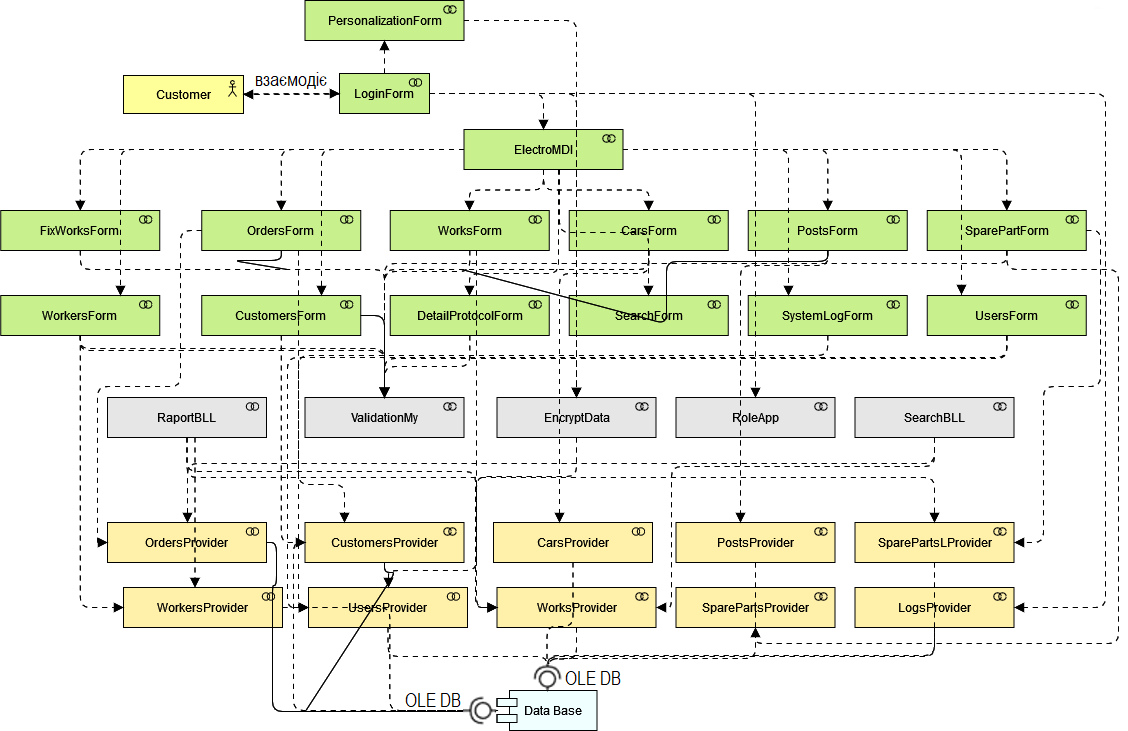 PersonalizationForm
взаємодіє
Customer
LoginForm
ElectroMDI
FixWorksForm
OrdersForm
WorksForm
CarsForm
PostsForm
SparePartForm
WorkersForm
CustomersForm
DetailProtocolForm
SearchForm
SystemLogForm
UsersForm
RaportBLL
ValidationMy
EncryptData
RoleApp
SearchBLL
OrdersProvider
CustomersProvider
CarsProvider
PostsProvider
SparePartsLProvider
WorkersProvider
UsersProvider
WorksProvider
SparePartsProvider
LogsProvider
OLE DB
OLE DB
Data Base